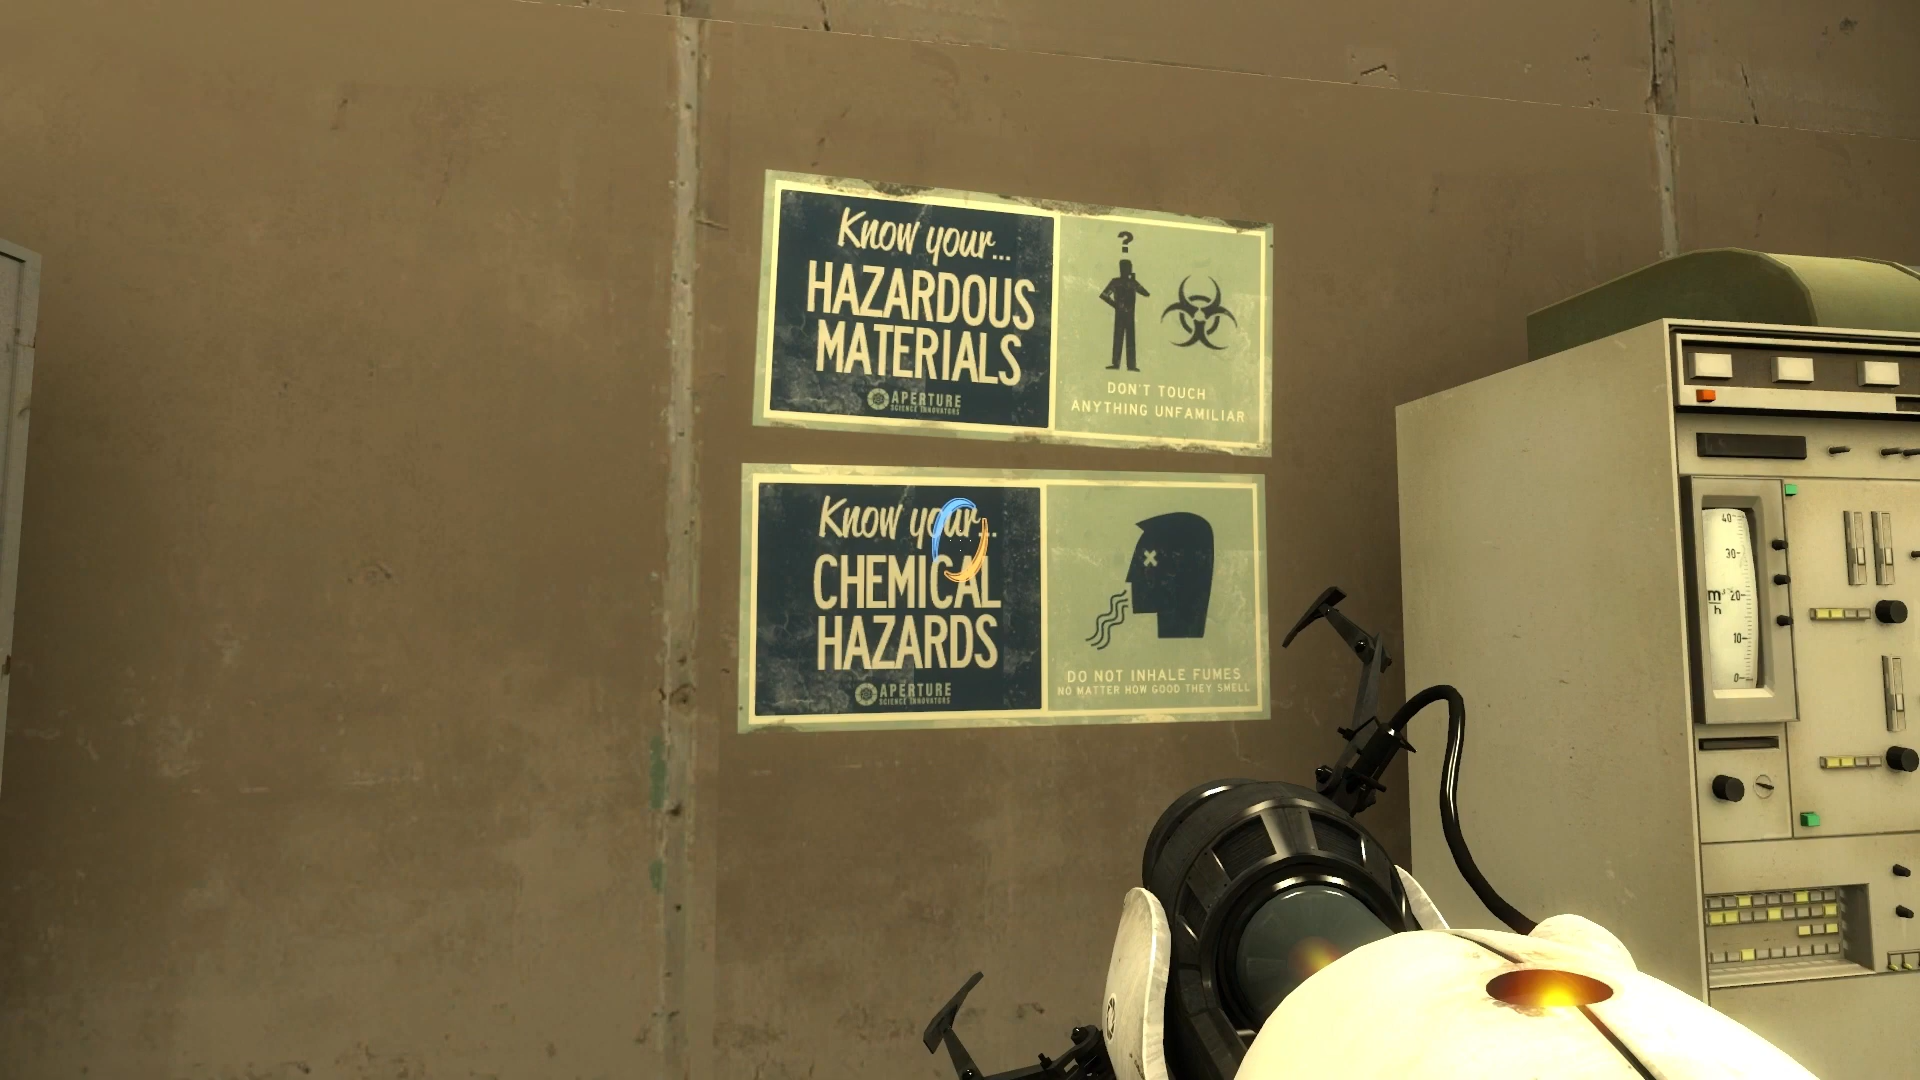 Know your...
HAZARDOUS
MATERIALS
APERTURE
SCIENCE INNOVATORS
?
DON'T TOUCH
ANYTHING UNFAMILIAR
Know your...
CHEMICAL
HAZARDS
APERTURE
SCIENCE INNOVATORS
DO NOT INHALE FUMES
NO MATTER HOW GOOD THEY SMELL
40
30
m³/h
20
10
0